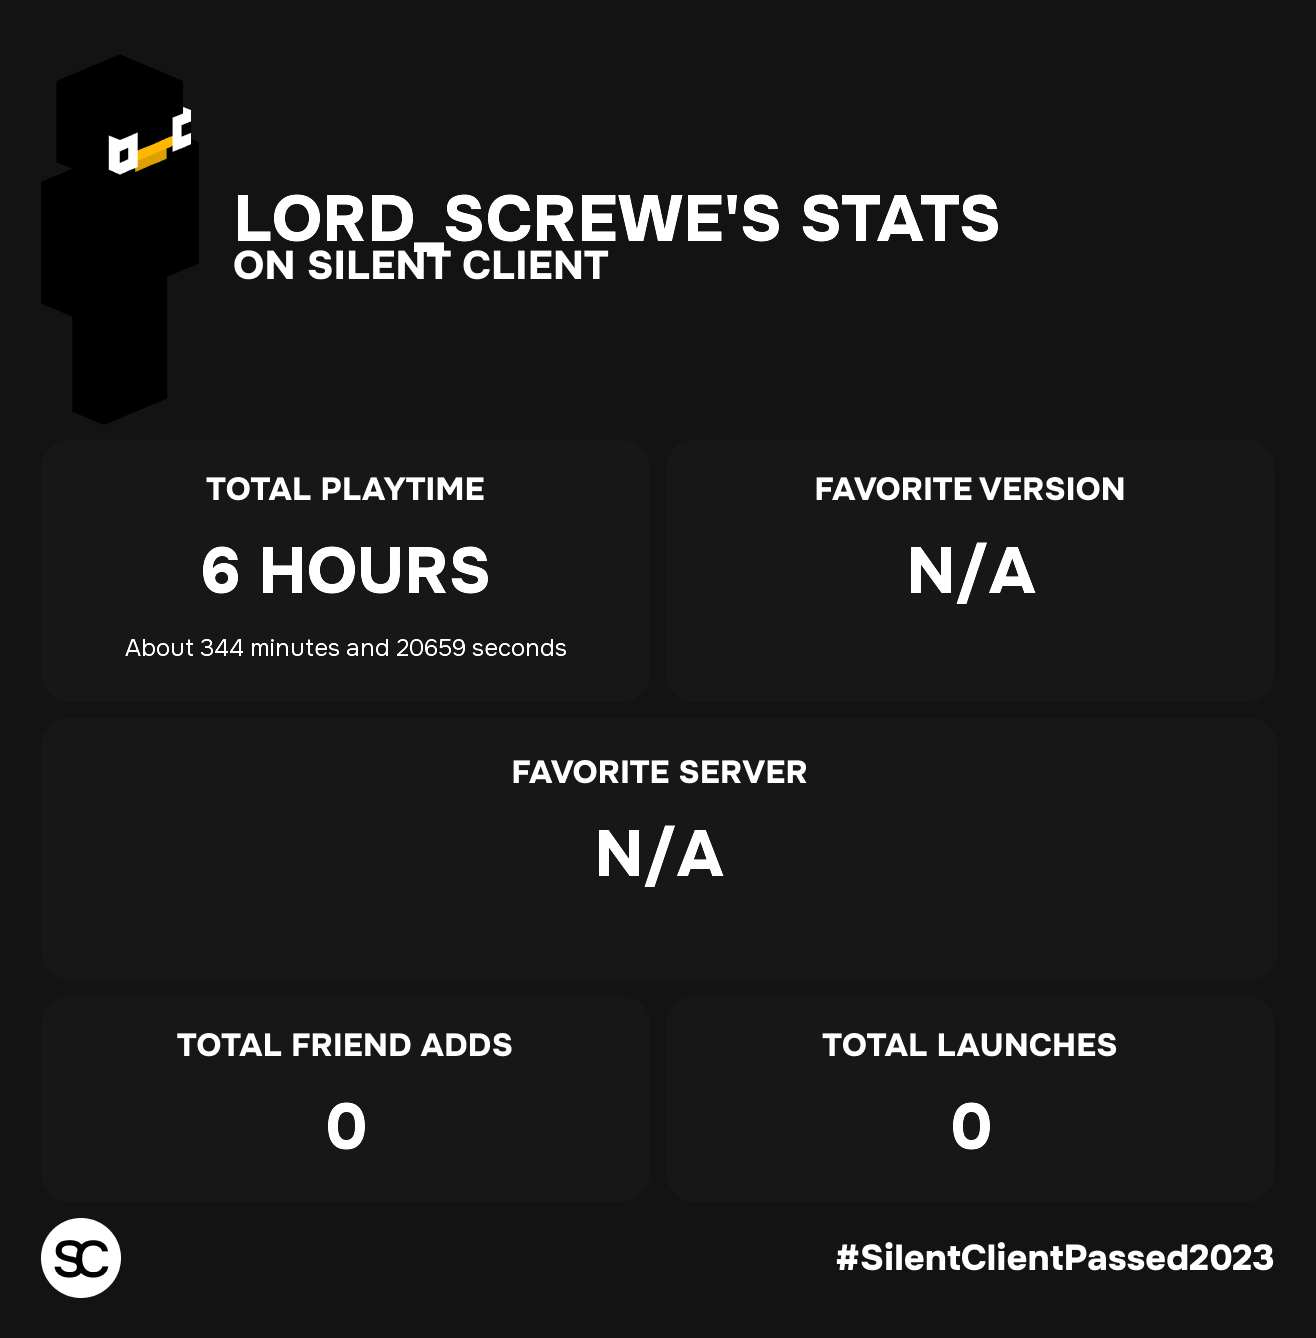 LORD_SCREWE'S STATS
ON SILENT CLIENT
TOTAL PLAYTIME
6 HOURS
About 344 minutes and 20659 seconds
FAVORITE VERSION
N/A
FAVORITE SERVER
N/A
TOTAL FRIEND ADDS
0
TOTAL LAUNCHES
0
SC
#SilentClientPassed2023